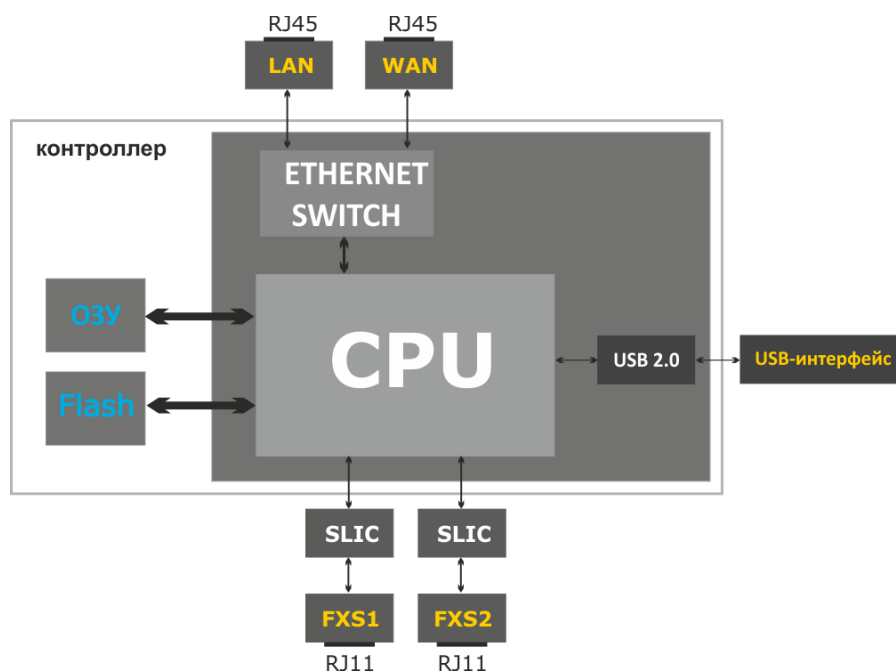 RJ45
RJ45
LAN
WAN
контроллер
ETHERNET
SWITCH
ОЗУ
CPU
USB 2.0
USB-интерфейс
Flash
SLIC
SLIC
FXS1
FXS2
RJ11
RJ11